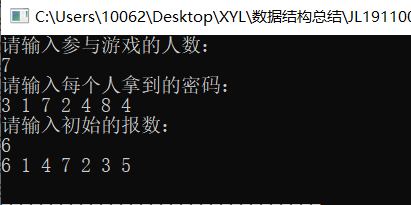 C:\Users\10062\Desktop\XYL\数据结构总结\JL191100
请输入参与游戏的人数：
7
请输入每个人拿到的密码：
3 1 7 2 4 8 4
请输入初始的报数：
6
6 1 4 7 2 3 5
--------------------------------